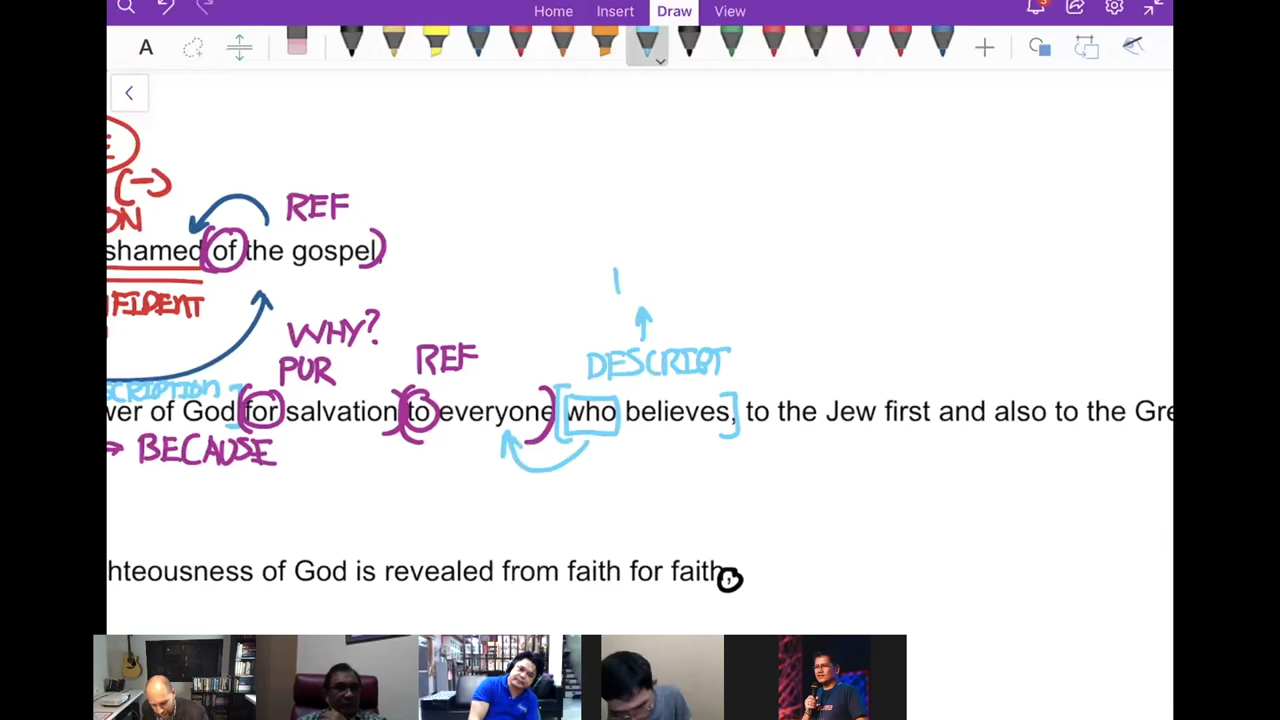 Home Insert Draw View
A
REF
shamed of the gospel,
WHY?
PUR
REF
DESCRIPT
wer of God for salvation to everyone who believes, to the Jew first and also to the Gre
BECAUSE
hteousness of God is revealed from faith for faith,